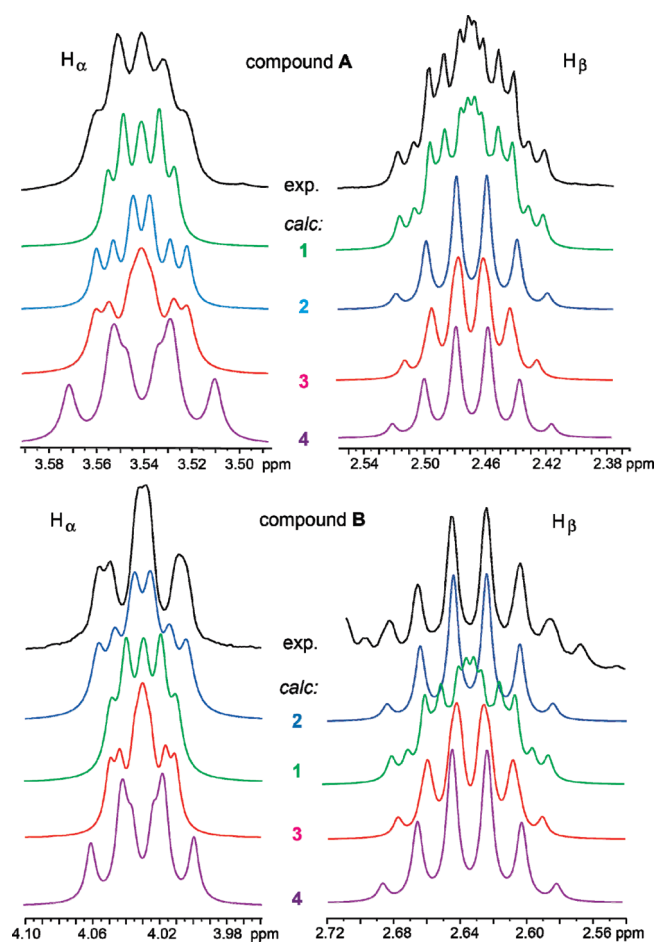 Hα compound A Hβ
exp.
calc:
1
2
3
4
3.58 3.56 3.54 3.52 3.50 ppm
2.54 2.50 2.46 2.42 2.38 ppm
Hα compound B Hβ
exp.
calc:
2
1
3
4
4.10 4.06 4.02 3.98 ppm
2.72 2.68 2.64 2.60 2.56 ppm